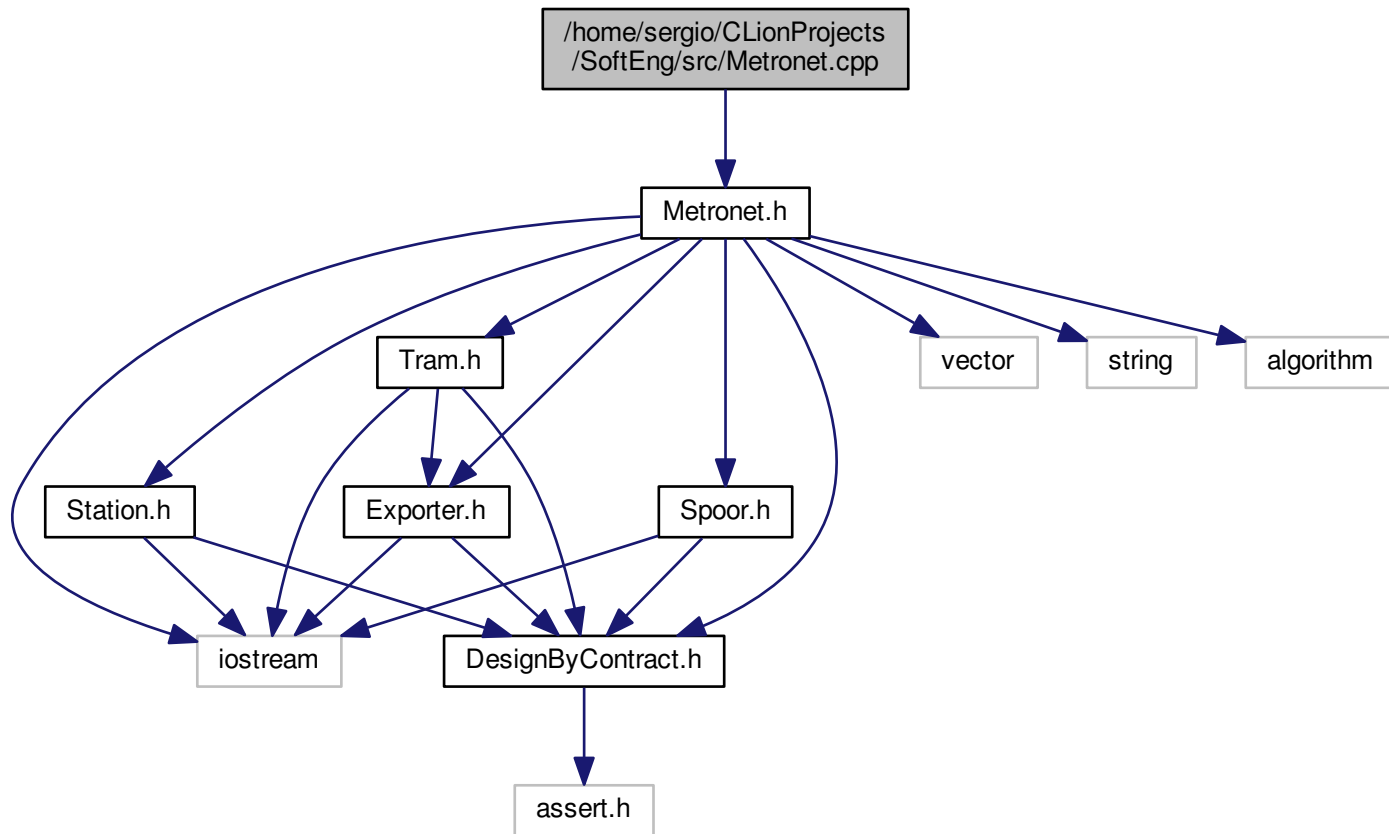 /home/sergio/CLionProjects
/SoftEng/src/Metronet.cpp
Metronet.h
Tram.h
vector
string
algorithm
Station.h
Exporter.h
Spoor.h
iostream
DesignByContract.h
assert.h